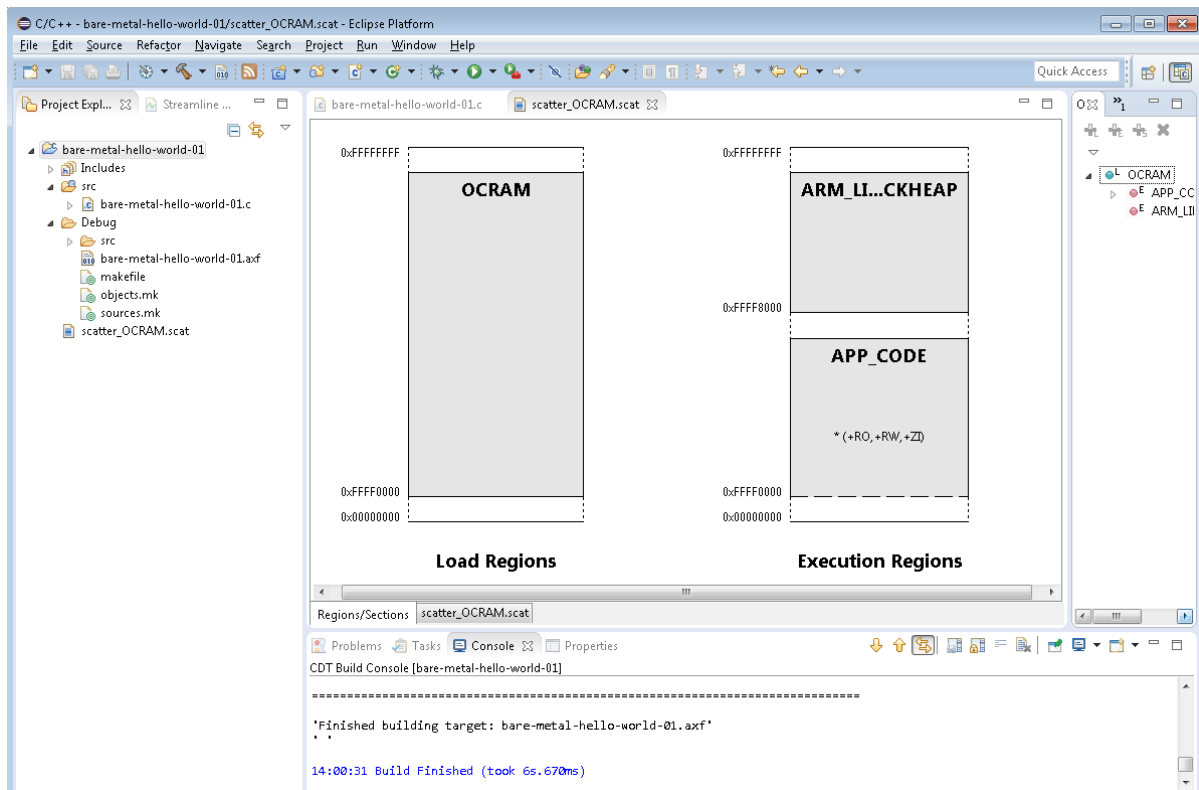 C/C++ - bare-metal-hello-world-01/scatter_OCRAM.scat - Eclipse Platform
File Edit Source Refactor Navigate Search Project Run Window Help
Quick Access
Project Expl... Streamline ...
bare-metal-hello-world-01
Includes
src
bare-metal-hello-world-01.c
Debug
src
bare-metal-hello-world-01.axf
makefile
objects.mk
sources.mk
scatter_OCRAM.scat
bare-metal-hello-world-01.c scatter_OCRAM.scat
0xFFFFFFFF
OCRAM
0xFFFF0000
0x00000000
Load Regions
0xFFFFFFFF
ARM_LI...CKHEAP
0xFFFF8000
APP_CODE
* (+RO, +RW, +ZI)
0xFFFF0000
0x00000000
Execution Regions
Regions/Sections scatter_OCRAM.scat
O »1
OCRAM
APP_CC
ARM_LII
Problems Tasks Console Properties
CDT Build Console [bare-metal-hello-world-01]
==============================================================================
'Finished building target: bare-metal-hello-world-01.axf'
' '
14:00:31 Build Finished (took 6s.670ms)